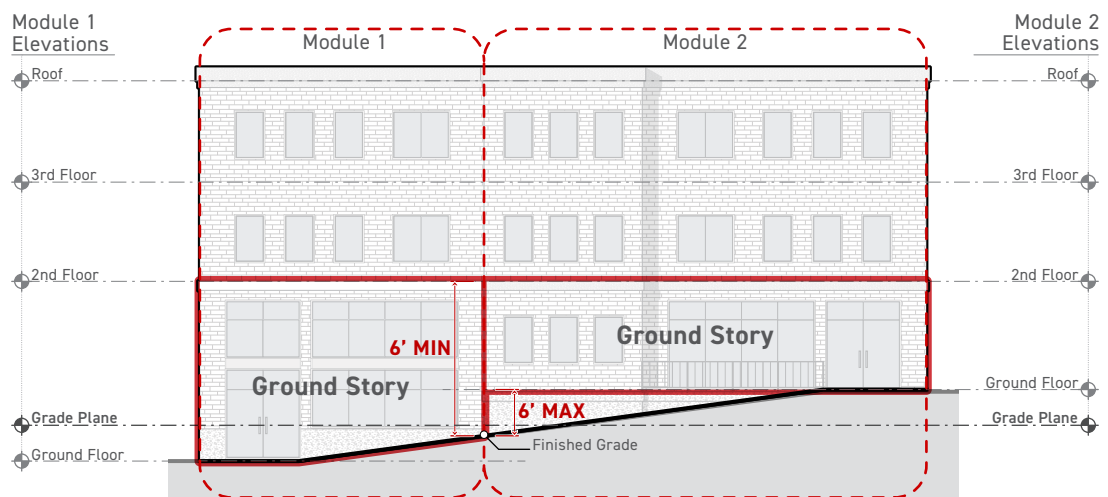 Module 1
Elevations
Module 1
Module 2
Module 2
Elevations
Roof
Roof
3rd Floor
3rd Floor
2nd Floor
2nd Floor
6’ MIN
Ground Story
Ground Story
Ground Floor
6’ MAX
Grade Plane
Grade Plane
Finished Grade
Ground Floor